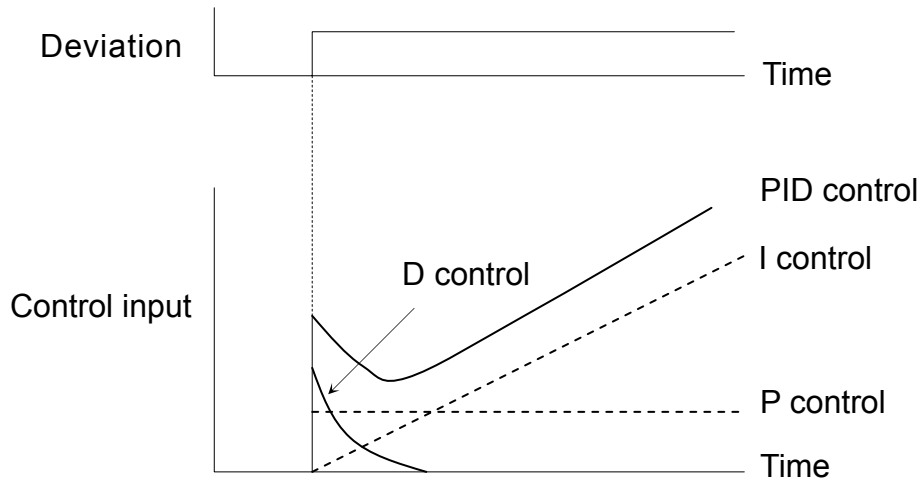 Deviation
Time
PID control
I control
D control
Control input
P control
Time